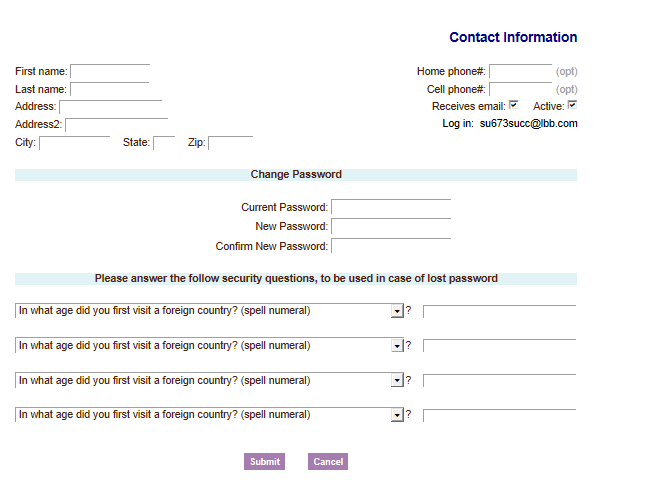 Contact Information
First name: Home phone#: (opt)
Last name: Cell phone#: (opt)
Address: Receives email: Active:
Address2: Log in: su673succ@lbb.com
City: State: Zip:
Change Password
Current Password:
New Password:
Confirm New Password:
Please answer the follow security questions, to be used in case of lost password
In what age did you first visit a foreign country? (spell numeral) ?
In what age did you first visit a foreign country? (spell numeral) ?
In what age did you first visit a foreign country? (spell numeral) ?
In what age did you first visit a foreign country? (spell numeral) ?
Submit Cancel